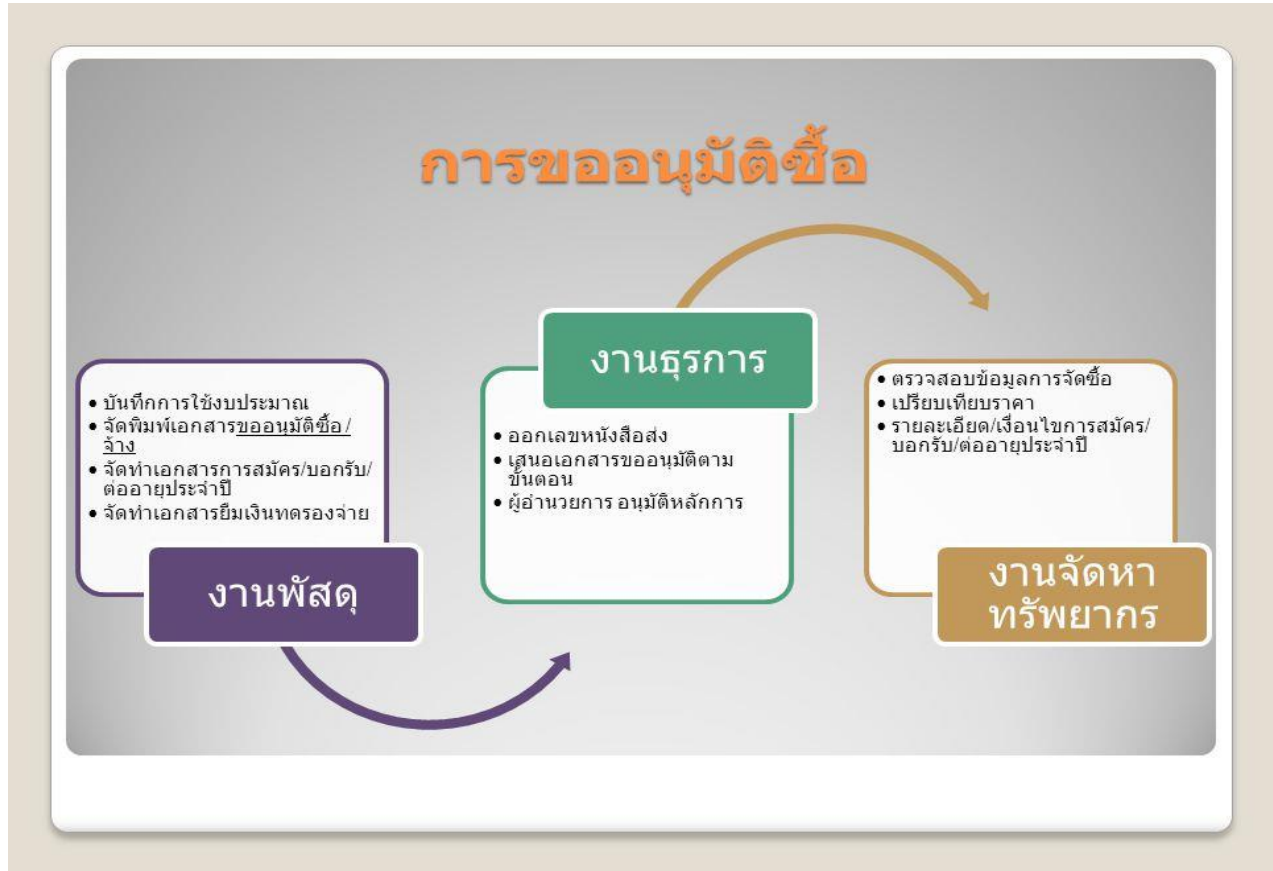 การขออนุมัติซื้อ
• บันทึกการใช้งบประมาณ
• จัดพิมพ์เอกสารขออนุมัติซื้อ/
จ้าง
• จัดทำเอกสารการสมัคร/บอกรับ/
ต่ออายุประจำปี
• จัดทำเอกสารยืมเงินทดรองจ่าย
งานพัสดุ
งานธุรการ
• ออกเลขหนังสือส่ง
• เสนอเอกสารขออนุมัติตาม
ขั้นตอน
• ผู้อำนวยการ อนุมัติหลักการ
• ตรวจสอบข้อมูลการจัดซื้อ
• เปรียบเทียบราคา
• รายละเอียด/เงื่อนไขการสมัคร/
บอกรับ/ต่ออายุประจำปี
งานจัดหา
ทรัพยากร